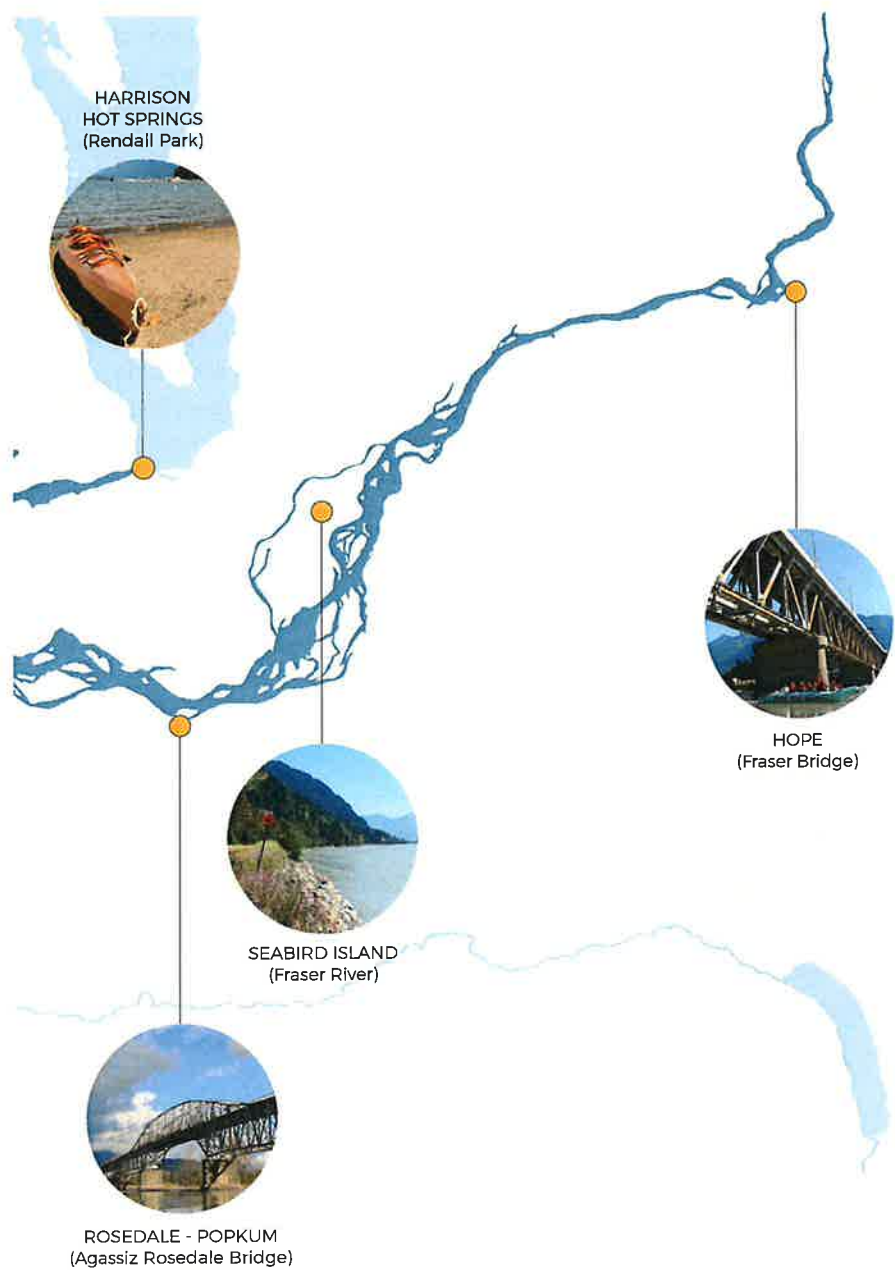 HARRISON
HOT SPRINGS
(Rendall Park)
HOPE
(Fraser Bridge)
SEABIRD ISLAND
(Fraser River)
ROSEDALE - POPKUM
(Agassiz Rosedale Bridge)